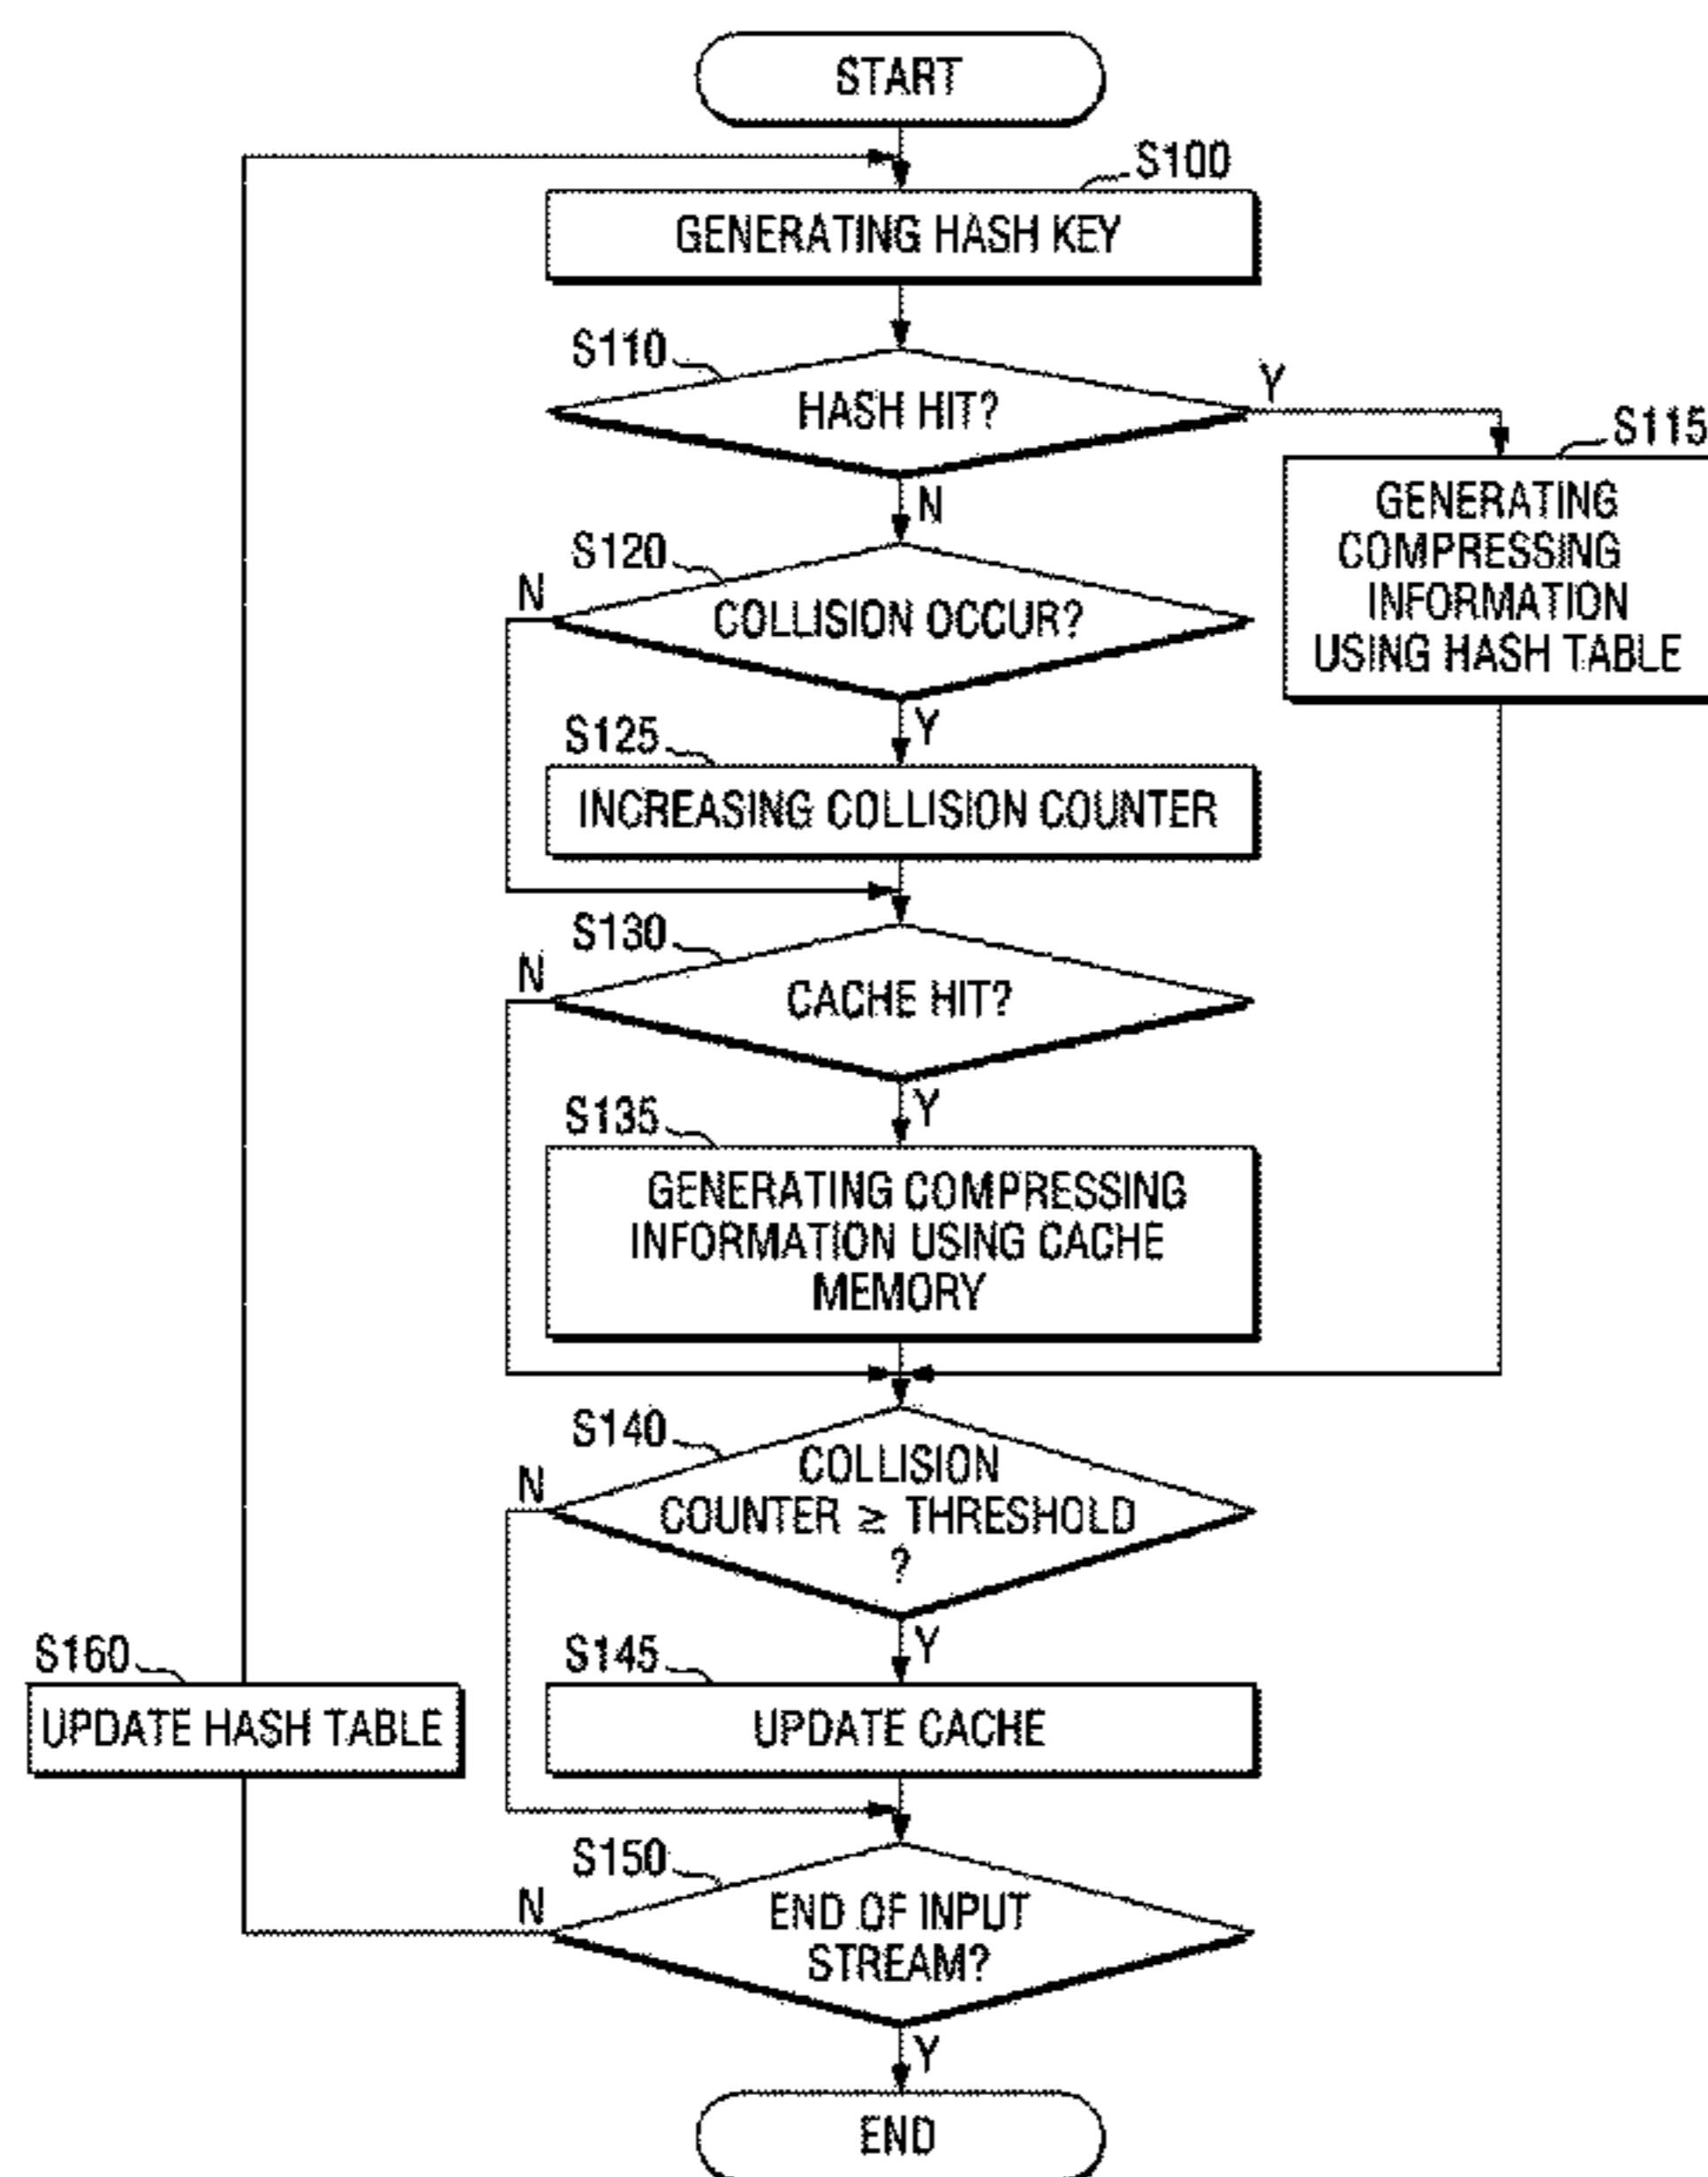 START
S100
GENERATING HASH KEY
S110
HASH HIT?
Y
N
S115
GENERATING
COMPRESSING
INFORMATION
USING HASH TABLE
S120
N
COLLISION OCCUR?
Y
S125
INCREASING COLLISION COUNTER
S130
N
CACHE HIT?
Y
S135
GENERATING COMPRESSING
INFORMATION USING CACHE
MEMORY
S140
N
COLLISION
COUNTER ≥ THRESHOLD
?
Y
S145
UPDATE CACHE
S160
UPDATE HASH TABLE
S150
N
END OF INPUT
STREAM?
Y
END